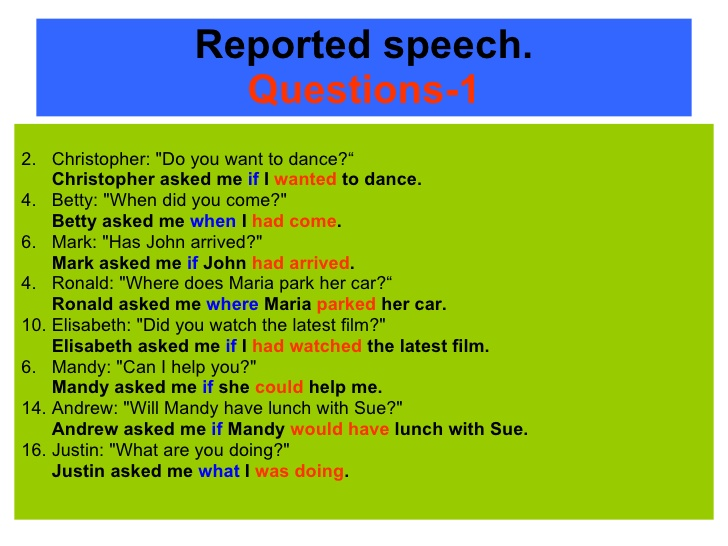 Reported speech.
Questions-1
2. Christopher: "Do you want to dance?“
Christopher asked me if I wanted to dance.
4. Betty: "When did you come?"
Betty asked me when I had come.
6. Mark: "Has John arrived?"
Mark asked me if John had arrived.
4. Ronald: "Where does Maria park her car?“
Ronald asked me where Maria parked her car.
10. Elisabeth: "Did you watch the latest film?"
Elisabeth asked me if I had watched the latest film.
6. Mandy: "Can I help you?"
Mandy asked me if she could help me.
14. Andrew: "Will Mandy have lunch with Sue?"
Andrew asked me if Mandy would have lunch with Sue.
16. Justin: "What are you doing?"
Justin asked me what I was doing.